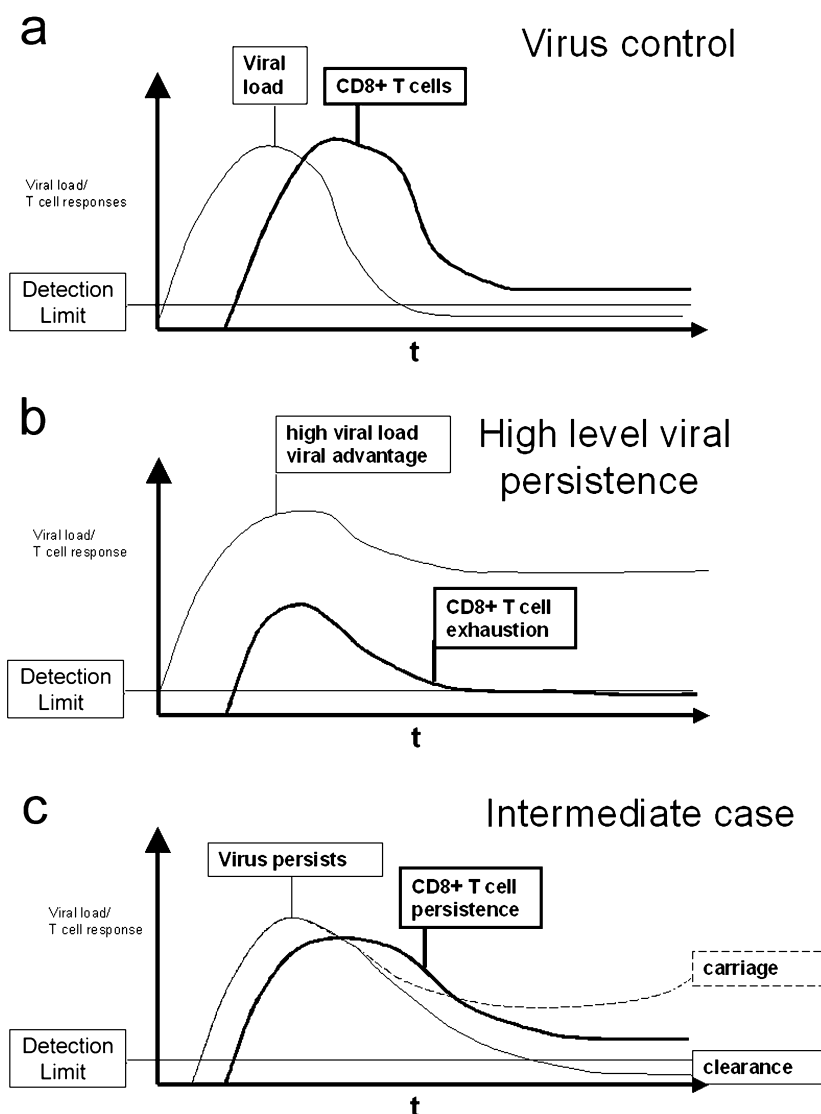 a
Virus control
Viral
load
CD8+ T cells
Viral load/
T cell responses
Detection
Limit
t
b
High level viral
persistence
high viral load
viral advantage
Viral load/
T cell response
CD8+ T cell
exhaustion
Detection
Limit
t
c
Intermediate case
Virus persists
CD8+ T cell
persistence
Viral load/
T cell response
carriage
Detection
Limit
clearance
t